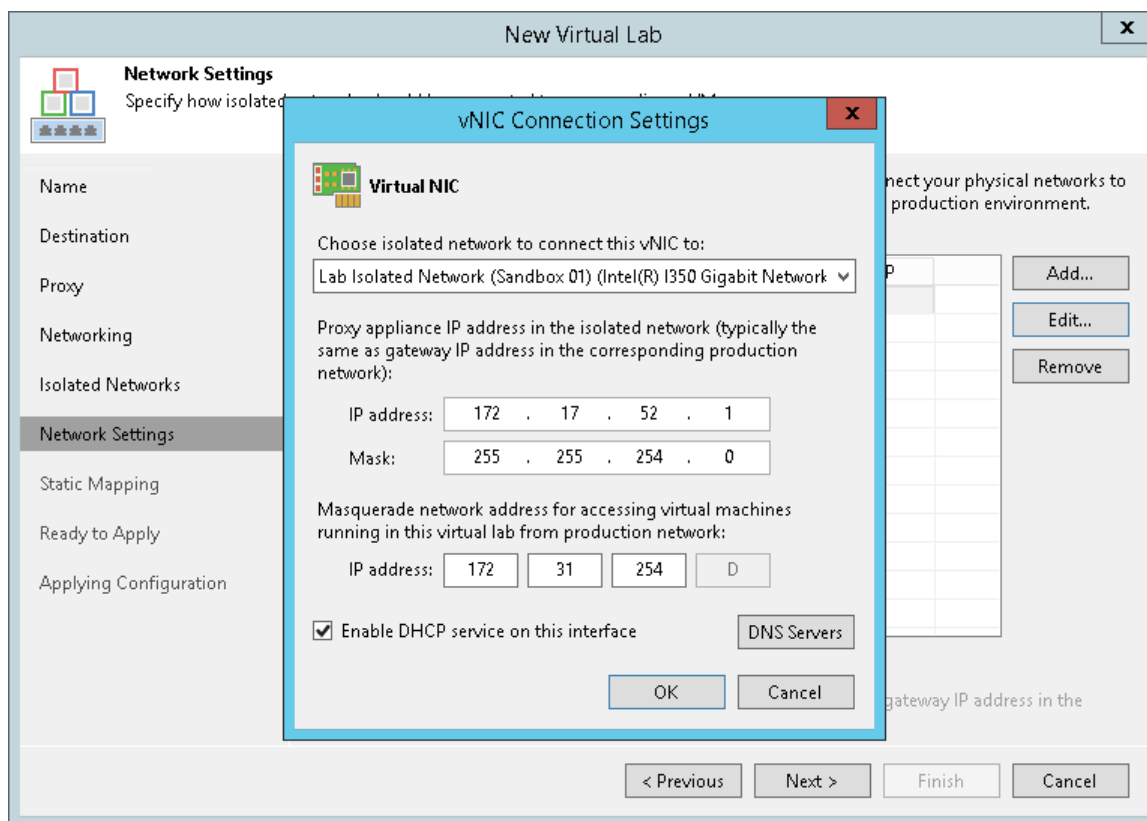 New Virtual Lab
x
Network Settings
Specify how isolated
Name
Destination
Proxy
Networking
Isolated Networks
Network Settings
Static Mapping
Ready to Apply
Applying Configuration
vNIC Connection Settings
x
Virtual NIC
Choose isolated network to connect this vNIC to:
Lab Isolated Network (Sandbox 01) (Intel(R) I350 Gigabit Network
Proxy appliance IP address in the isolated network (typically the
same as gateway IP address in the corresponding production
network):
IP address: 172 . 17 . 52 . 1
Mask: 255 . 255 . 254 . 0
Masquerade network address for accessing virtual machines
running in this virtual lab from production network:
IP address: 172 31 254 D
Enable DHCP service on this interface
DNS Servers
OK
Cancel
nect your physical networks to
production environment.
P
Add...
Edit...
Remove
gateway IP address in the
< Previous
Next >
Finish
Cancel